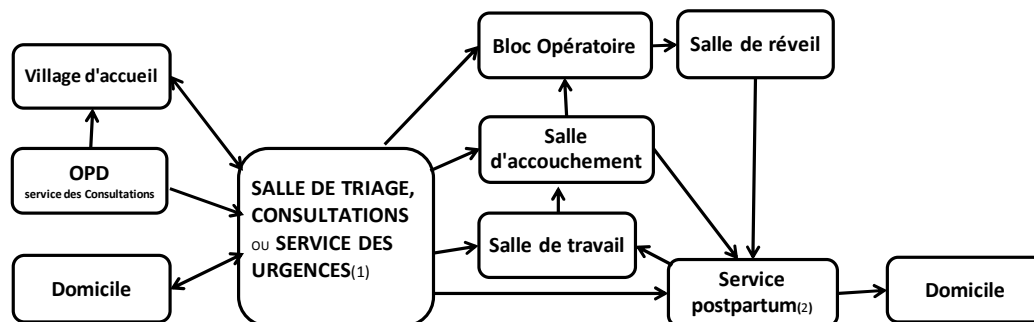 Bloc Opératoire
Salle de réveil
Village d'accueil
Salle
d'accouchement
OPD
service des Consultations
SALLE DE TRIAGE,
CONSULTATIONS
OU SERVICE DES
URGENCES(1)
Salle de travail
Domicile
Service
postpartum(2)
Domicile